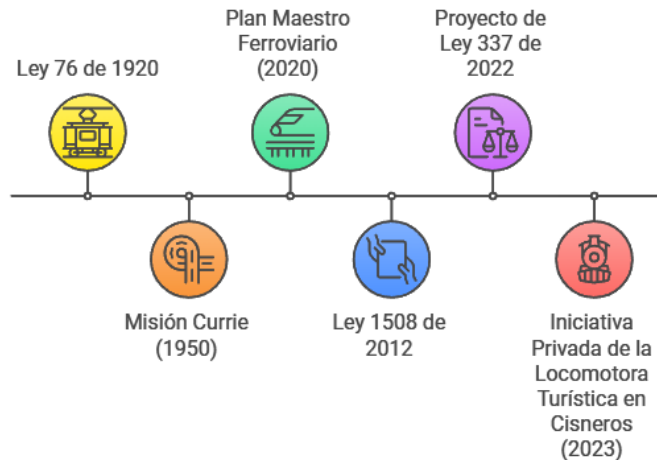 Ley 76 de 1920
Misión Currie
(1950)
Plan Maestro
Ferroviario
(2020)
Ley 1508 de
2012
Proyecto de
Ley 337 de
2022
Iniciativa
Privada de la
Locomotora
Turística en
Cisneros
(2023)